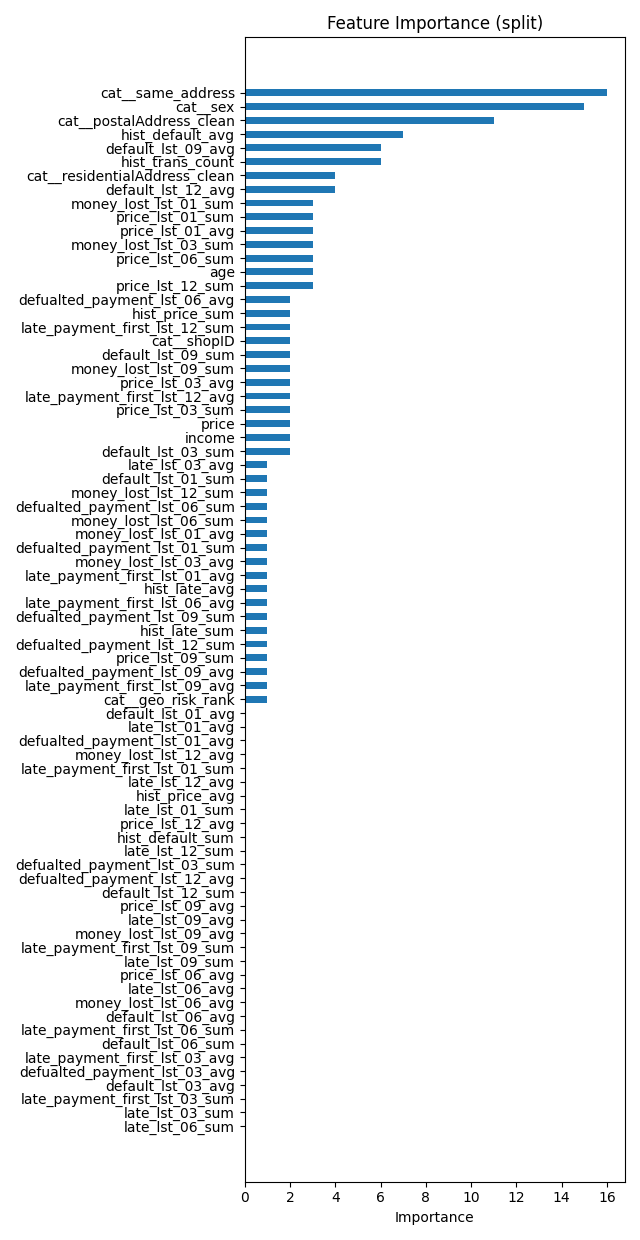 Feature Importance (split)
cat__same_address
cat__sex
cat__postalAddress_clean
hist_default_avg
default_lst_09_avg
hist_trans_count
cat__residentialAddress_clean
default_lst_12_avg
money_lost_lst_01_sum
price_lst_01_sum
price_lst_01_avg
money_lost_lst_03_sum
price_lst_06_sum
age
price_lst_12_sum
defualted_payment_lst_06_avg
hist_price_sum
late_payment_first_lst_12_sum
cat__shopID
default_lst_09_sum
money_lost_lst_09_sum
price_lst_03_avg
late_payment_first_lst_12_avg
price_lst_03_sum
price
income
default_lst_03_sum
late_lst_03_avg
default_lst_01_sum
money_lost_lst_12_sum
defualted_payment_lst_06_sum
money_lost_lst_06_sum
money_lost_lst_01_avg
defualted_payment_lst_01_sum
money_lost_lst_03_avg
late_payment_first_lst_01_avg
hist_late_avg
late_payment_first_lst_06_avg
defualted_payment_lst_09_sum
hist_late_sum
defualted_payment_lst_12_sum
price_lst_09_sum
defualted_payment_lst_09_avg
late_payment_first_lst_09_avg
cat__geo_risk_rank
default_lst_01_avg
late_lst_01_avg
defualted_payment_lst_01_avg
money_lost_lst_12_avg
late_payment_first_lst_01_sum
late_lst_12_avg
hist_price_avg
late_lst_01_sum
price_lst_12_avg
hist_default_sum
late_lst_12_sum
defualted_payment_lst_03_sum
defualted_payment_lst_12_avg
default_lst_12_sum
price_lst_09_avg
late_lst_09_avg
money_lost_lst_09_avg
late_payment_first_lst_09_sum
late_lst_09_sum
price_lst_06_avg
late_lst_06_avg
money_lost_lst_06_avg
default_lst_06_avg
late_payment_first_lst_06_sum
default_lst_06_sum
late_payment_first_lst_03_avg
defualted_payment_lst_03_avg
default_lst_03_avg
late_payment_first_lst_03_sum
late_lst_03_sum
late_lst_06_sum
0 2 4 6 8 10 12 14 16
Importance